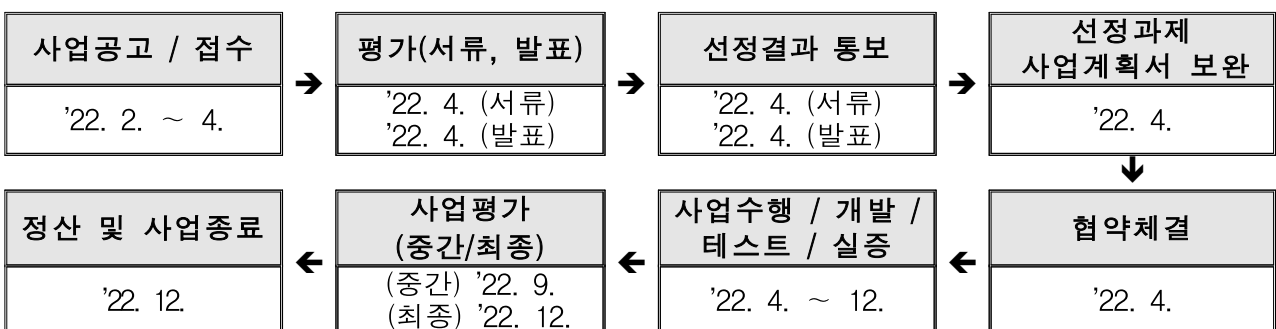 사업공고 / 접수
'22. 2. ~ 4.
평가(서류, 발표)
'22. 4. (서류)
'22. 4. (발표)
선정결과 통보
'22. 4. (서류)
'22. 4. (발표)
선정과제
사업계획서 보완
'22. 4.
협약체결
'22. 4.
사업수행 / 개발 /
테스트 / 실증
'22. 4. ~ 12.
사업평가
(중간/최종)
(중간) '22. 9.
(최종) '22. 12.
정산 및 사업종료
'22. 12.